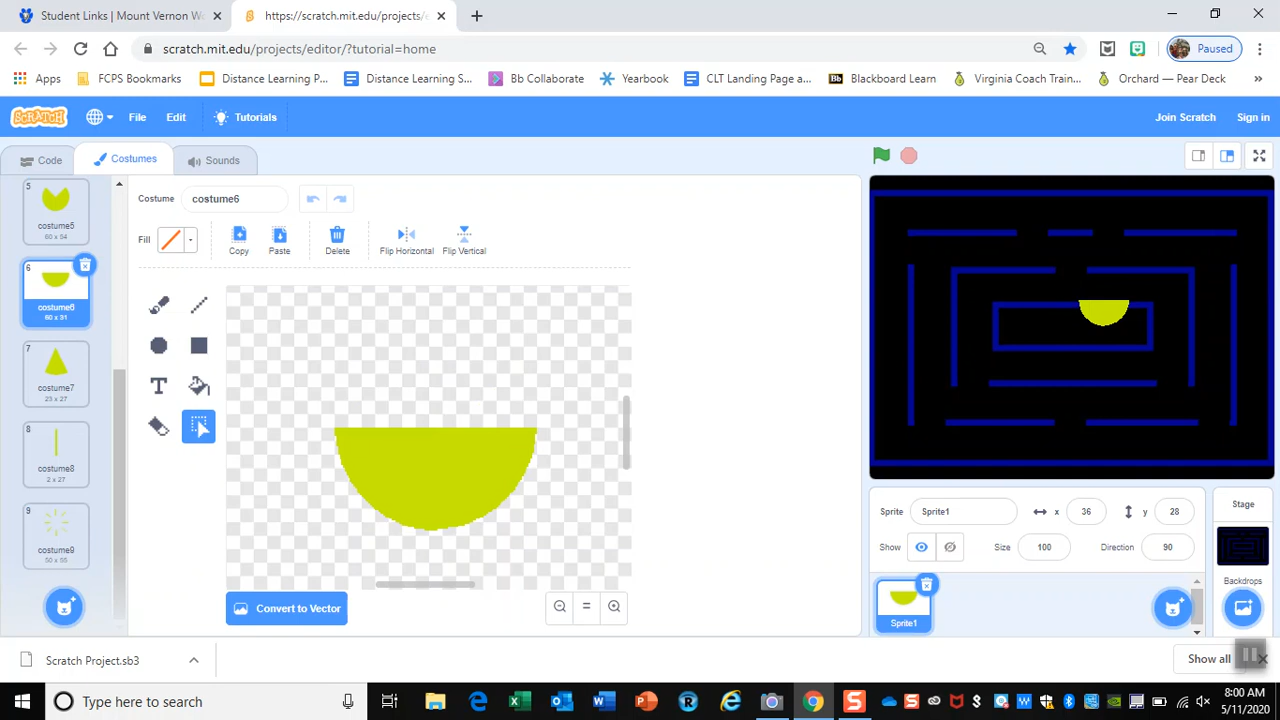 Student Links | Mount Vernon Wo
https://scratch.mit.edu/projects/e
scratch.mit.edu/projects/editor/?tutorial=home
Paused
Apps
FCPS Bookmarks
Distance Learning P...
Distance Learning S...
Bb Collaborate
Yearbook
CLT Landing Page a...
Bb
Blackboard Learn
Virginia Coach Train...
Orchard — Pear Deck
»
SCRATCH
File
Edit
Tutorials
Join Scratch
Sign in
Code
Costumes
Sounds
5
costume5
60 x 54
6
costume6
60 x 31
7
costume7
23 x 27
8
costume8
2 x 27
9
costume9
50 x 55
Costume
costume6
Fill
Copy
Paste
Delete
Flip Horizontal
Flip Vertical
T
Convert to Vector
Sprite
Sprite1
x
36
y
28
Show
Size
100
Direction
90
Stage
Backdrops
Sprite1
Scratch Project.sb3
Show all
Type here to search
8:00 AM
5/11/2020